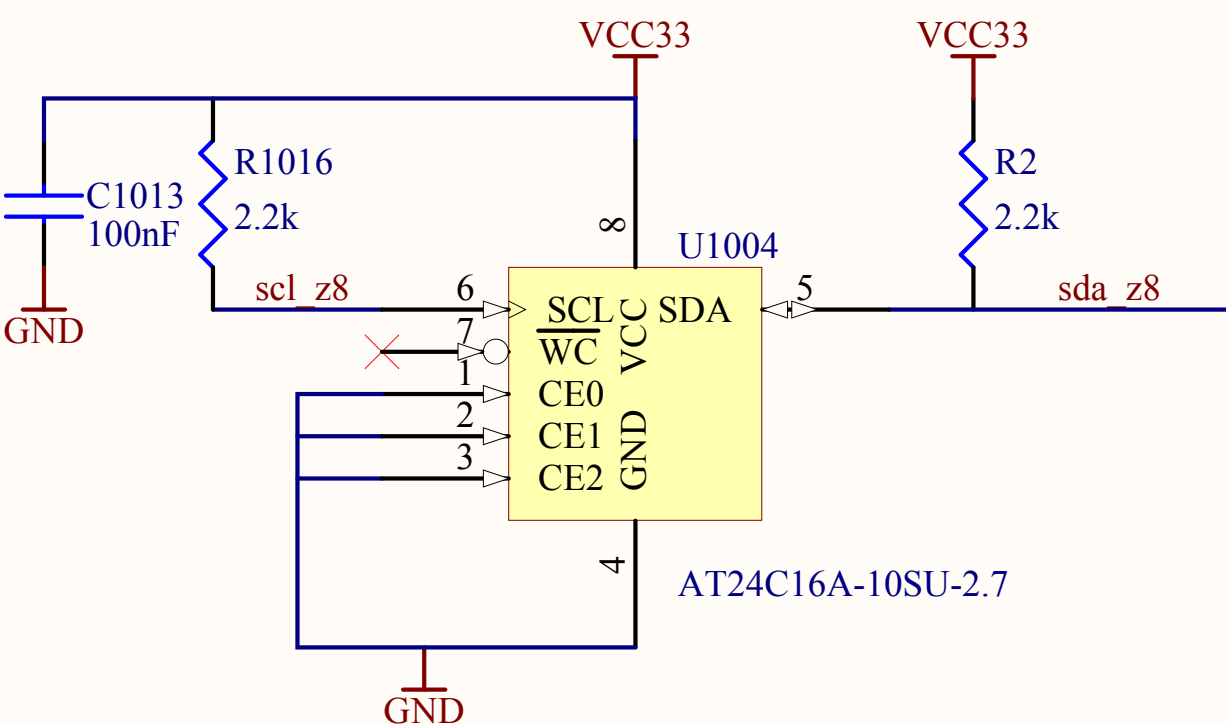 VCC33
VCC33
R1016
2.2k
C1013
100nF
GND
R2
2.2k
8
U1004
scl_z8
6
5
sda_z8
SCL
SDA
VCC
7
WC
1
CE0
2
CE1
3
CE2
GND
4
AT24C16A-10SU-2.7
GND